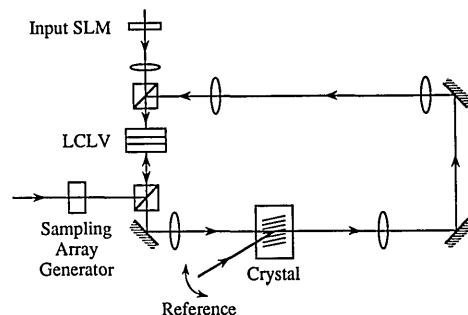 Input SLM
LCLV
Sampling
Array
Generator
Crystal
Reference